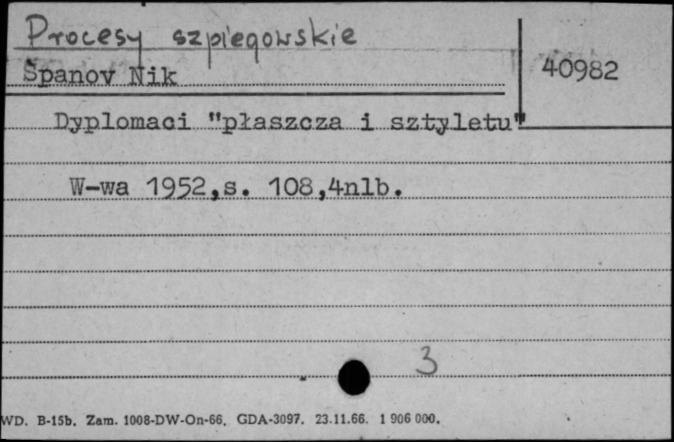 Procesy szpiegowskie
Španov Nik
40982
Dyplomaci "płaszcza i sztyletu"
W-wa 1952,s. 108,4nlb.
3
WD. B-15b. Zam. 1008-DW-On-66. GDA-3097. 23.11.66. 1 906 000.